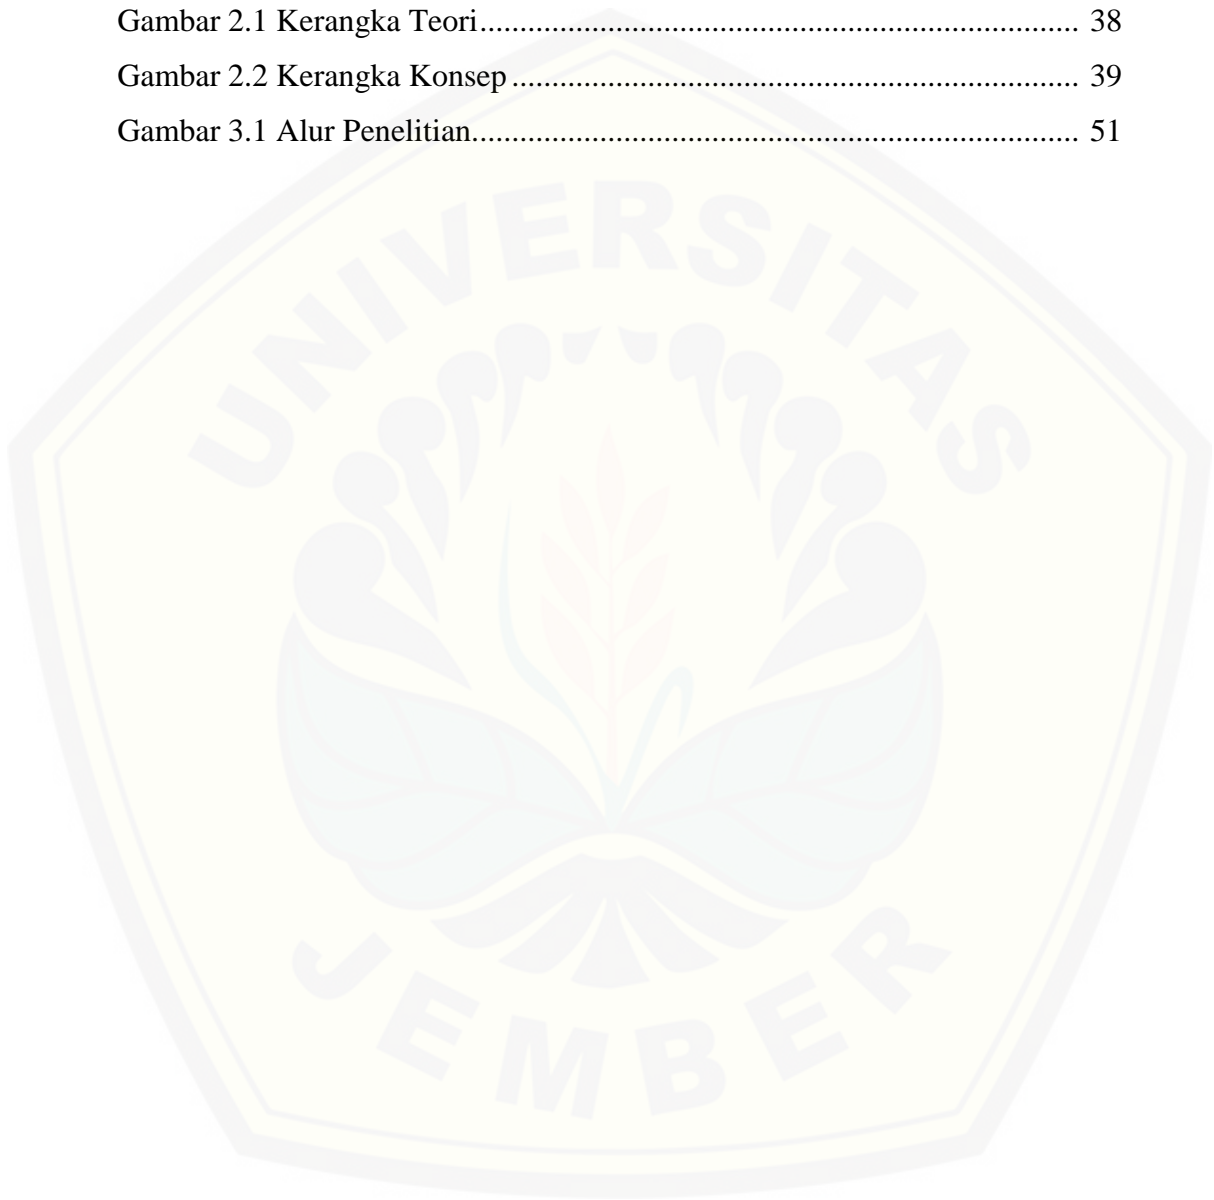 Gambar 2.1 Kerangka Teori........................................................................... 38
Gambar 2.2 Kerangka Konsep....................................................................... 39
Gambar 3.1 Alur Penelitian............................................................................ 51
UNIVERSITAS
JEMBER